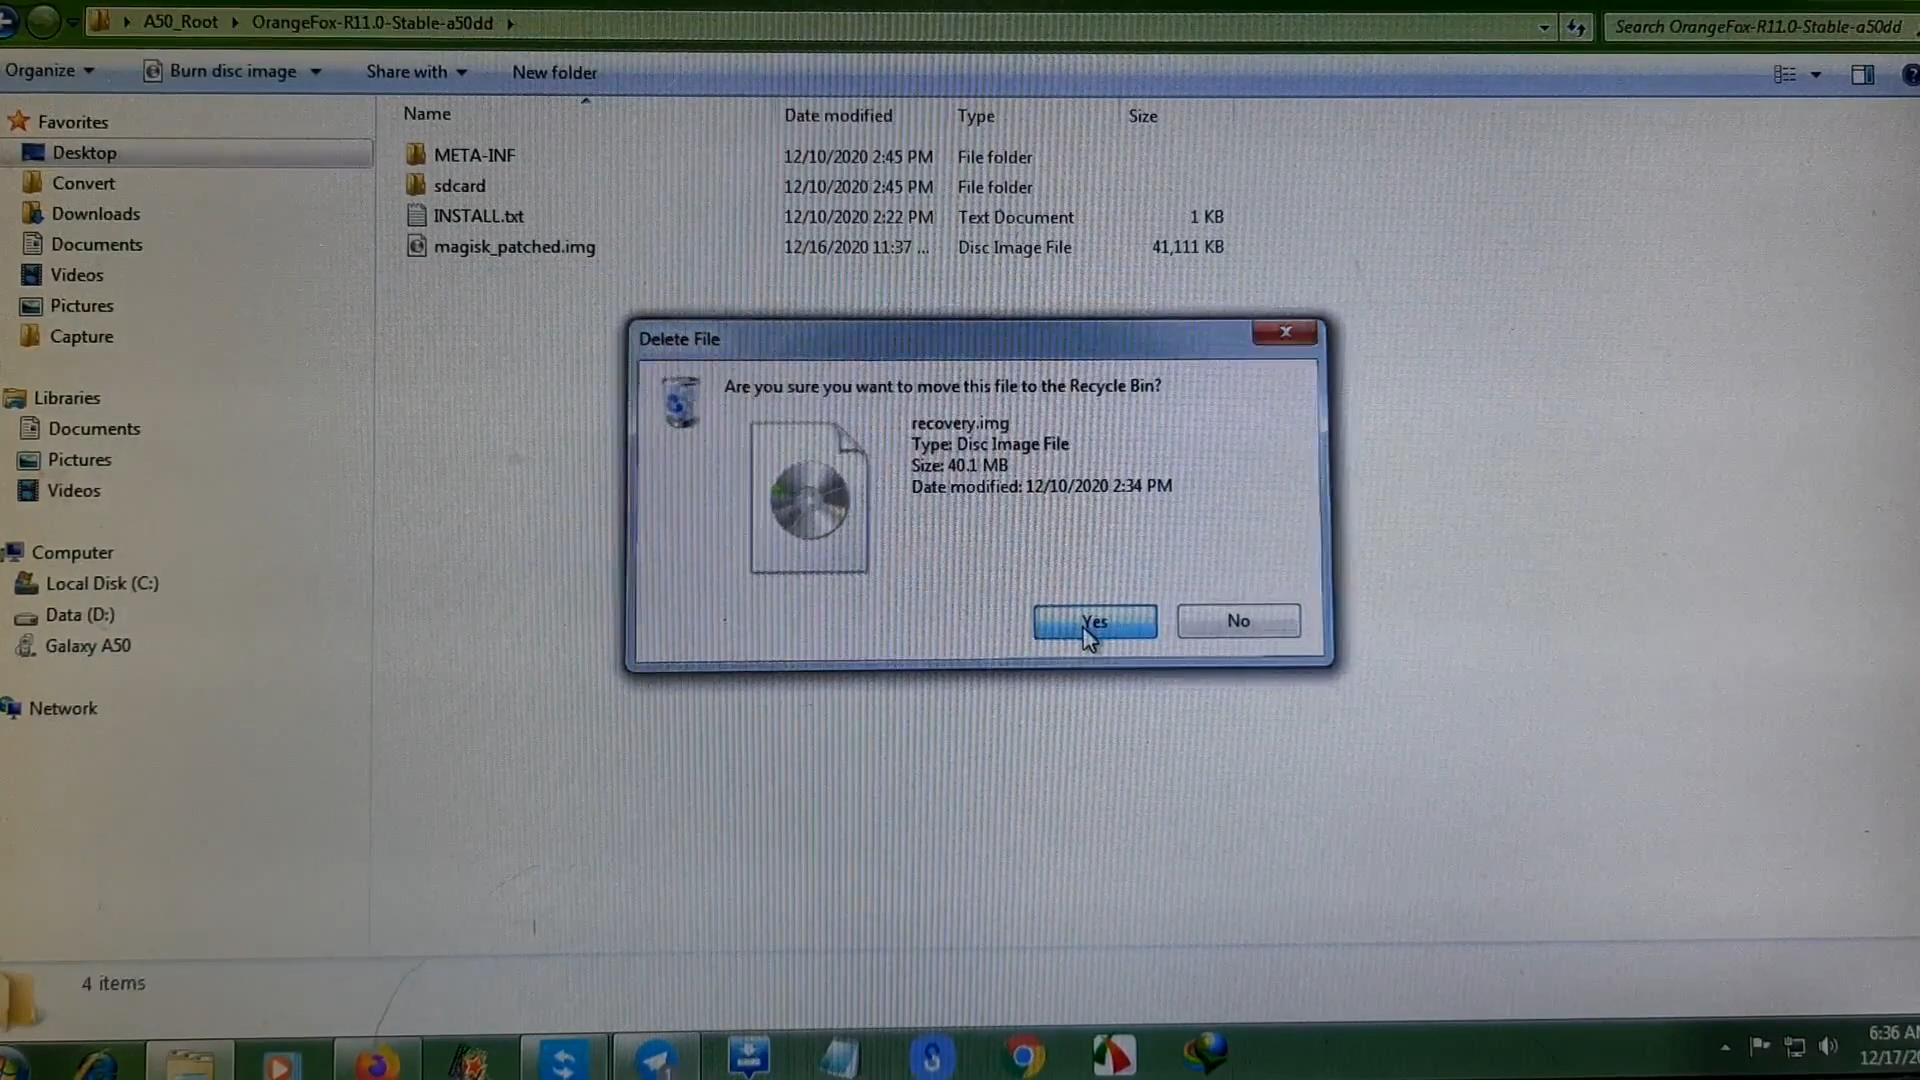 A50_Root OrangeFox-R11.0-Stable-a50dd
Search OrangeFox-R11.0-Stable-a50dd
Organize Burn disc image Share with New folder
Name Date modified Type Size
META-INF 12/10/2020 2:45 PM File folder
sdcard 12/10/2020 2:45 PM File folder
INSTALL.txt 12/10/2020 2:22 PM Text Document 1 KB
magisk_patched.img 12/16/2020 11:37 ... Disc Image File 41,111 KB
Favorites
Desktop
Convert
Downloads
Documents
Videos
Pictures
Capture
Libraries
Documents
Pictures
Videos
Computer
Local Disk (C:)
Data (D:)
Galaxy A50
Network
Delete File
Are you sure you want to move this file to the Recycle Bin?
recovery.img
Type: Disc Image File
Size: 40.1 MB
Date modified: 12/10/2020 2:34 PM
Yes No
4 items
6:36 A
12/17/20